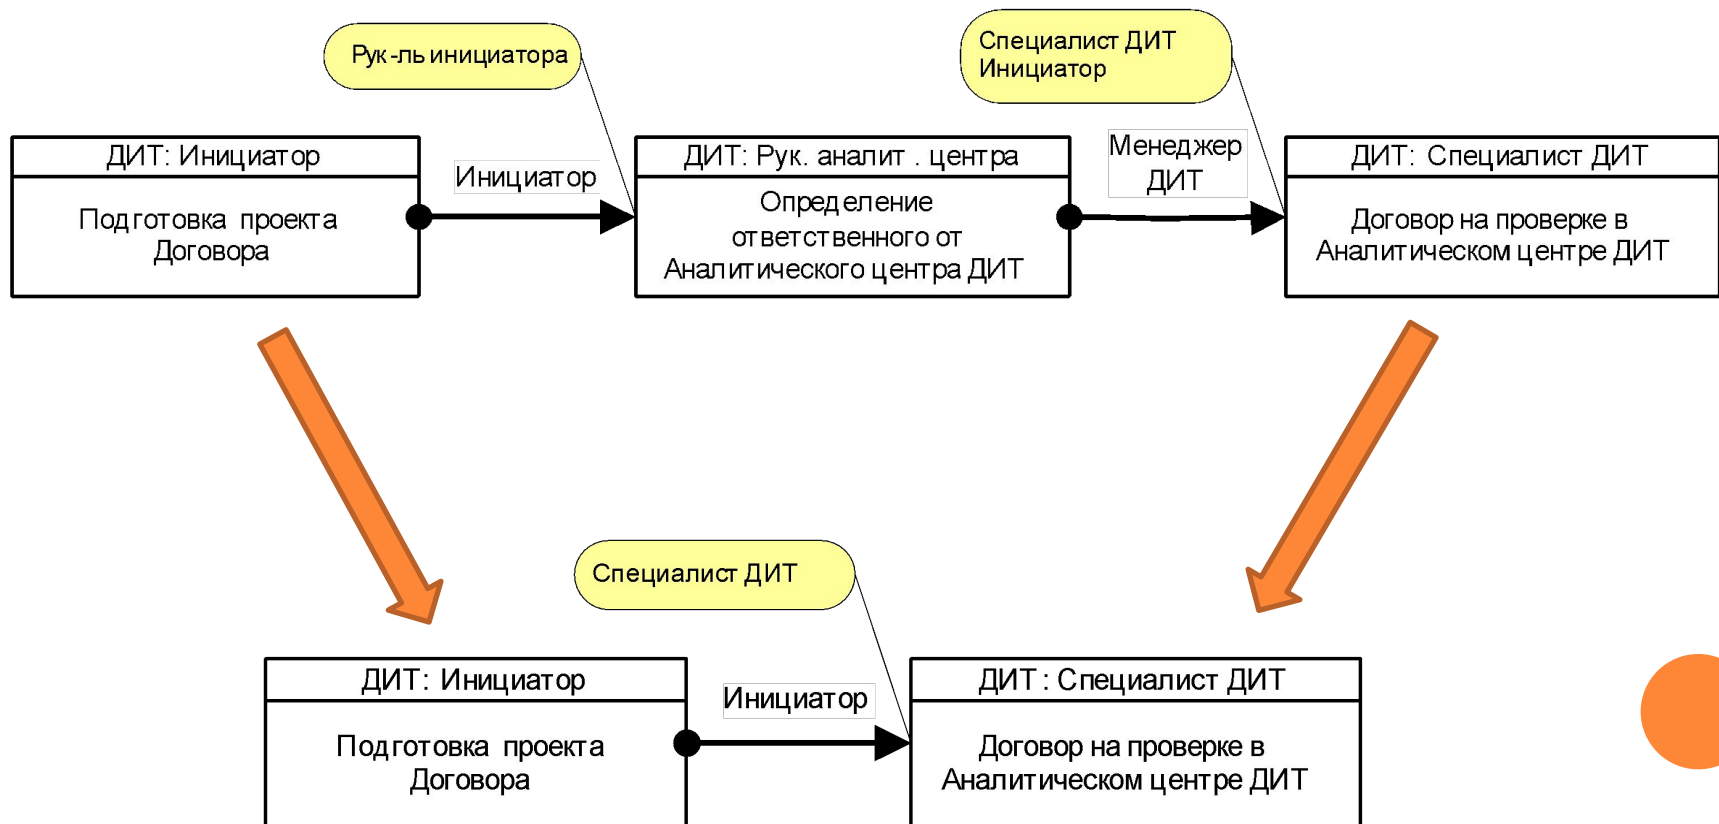 Рук-ль инициатора
Специалист ДИТ
Инициатор
ДИТ: Инициатор
Подготовка проекта
Договора
Инициатор
ДИТ: Рук. аналит. центра
Определение
ответственного от
Аналитического центра ДИТ
Менеджер
ДИТ
ДИТ: Специалист ДИТ
Договор на проверке в
Аналитическом центре ДИТ
Специалист ДИТ
ДИТ: Инициатор
Подготовка проекта
Договора
Инициатор
ДИТ: Специалист ДИТ
Договор на проверке в
Аналитическом центре ДИТ